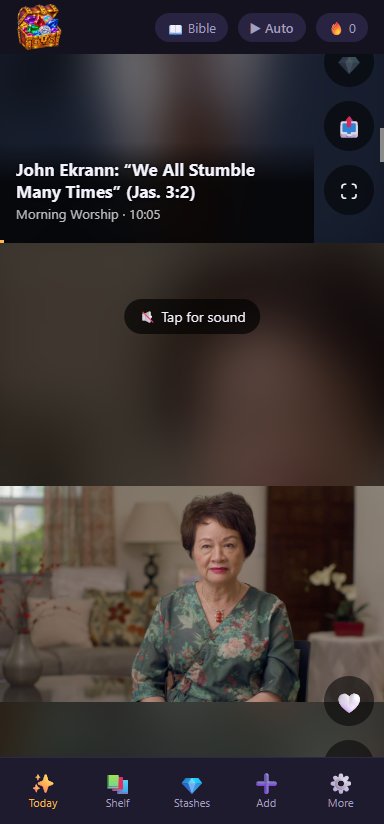 Bible
Auto
0
John Ekrann: “We All Stumble
Many Times” (Jas. 3:2)
Morning Worship · 10:05
Tap for sound
Today
Shelf
Stashes
Add
More